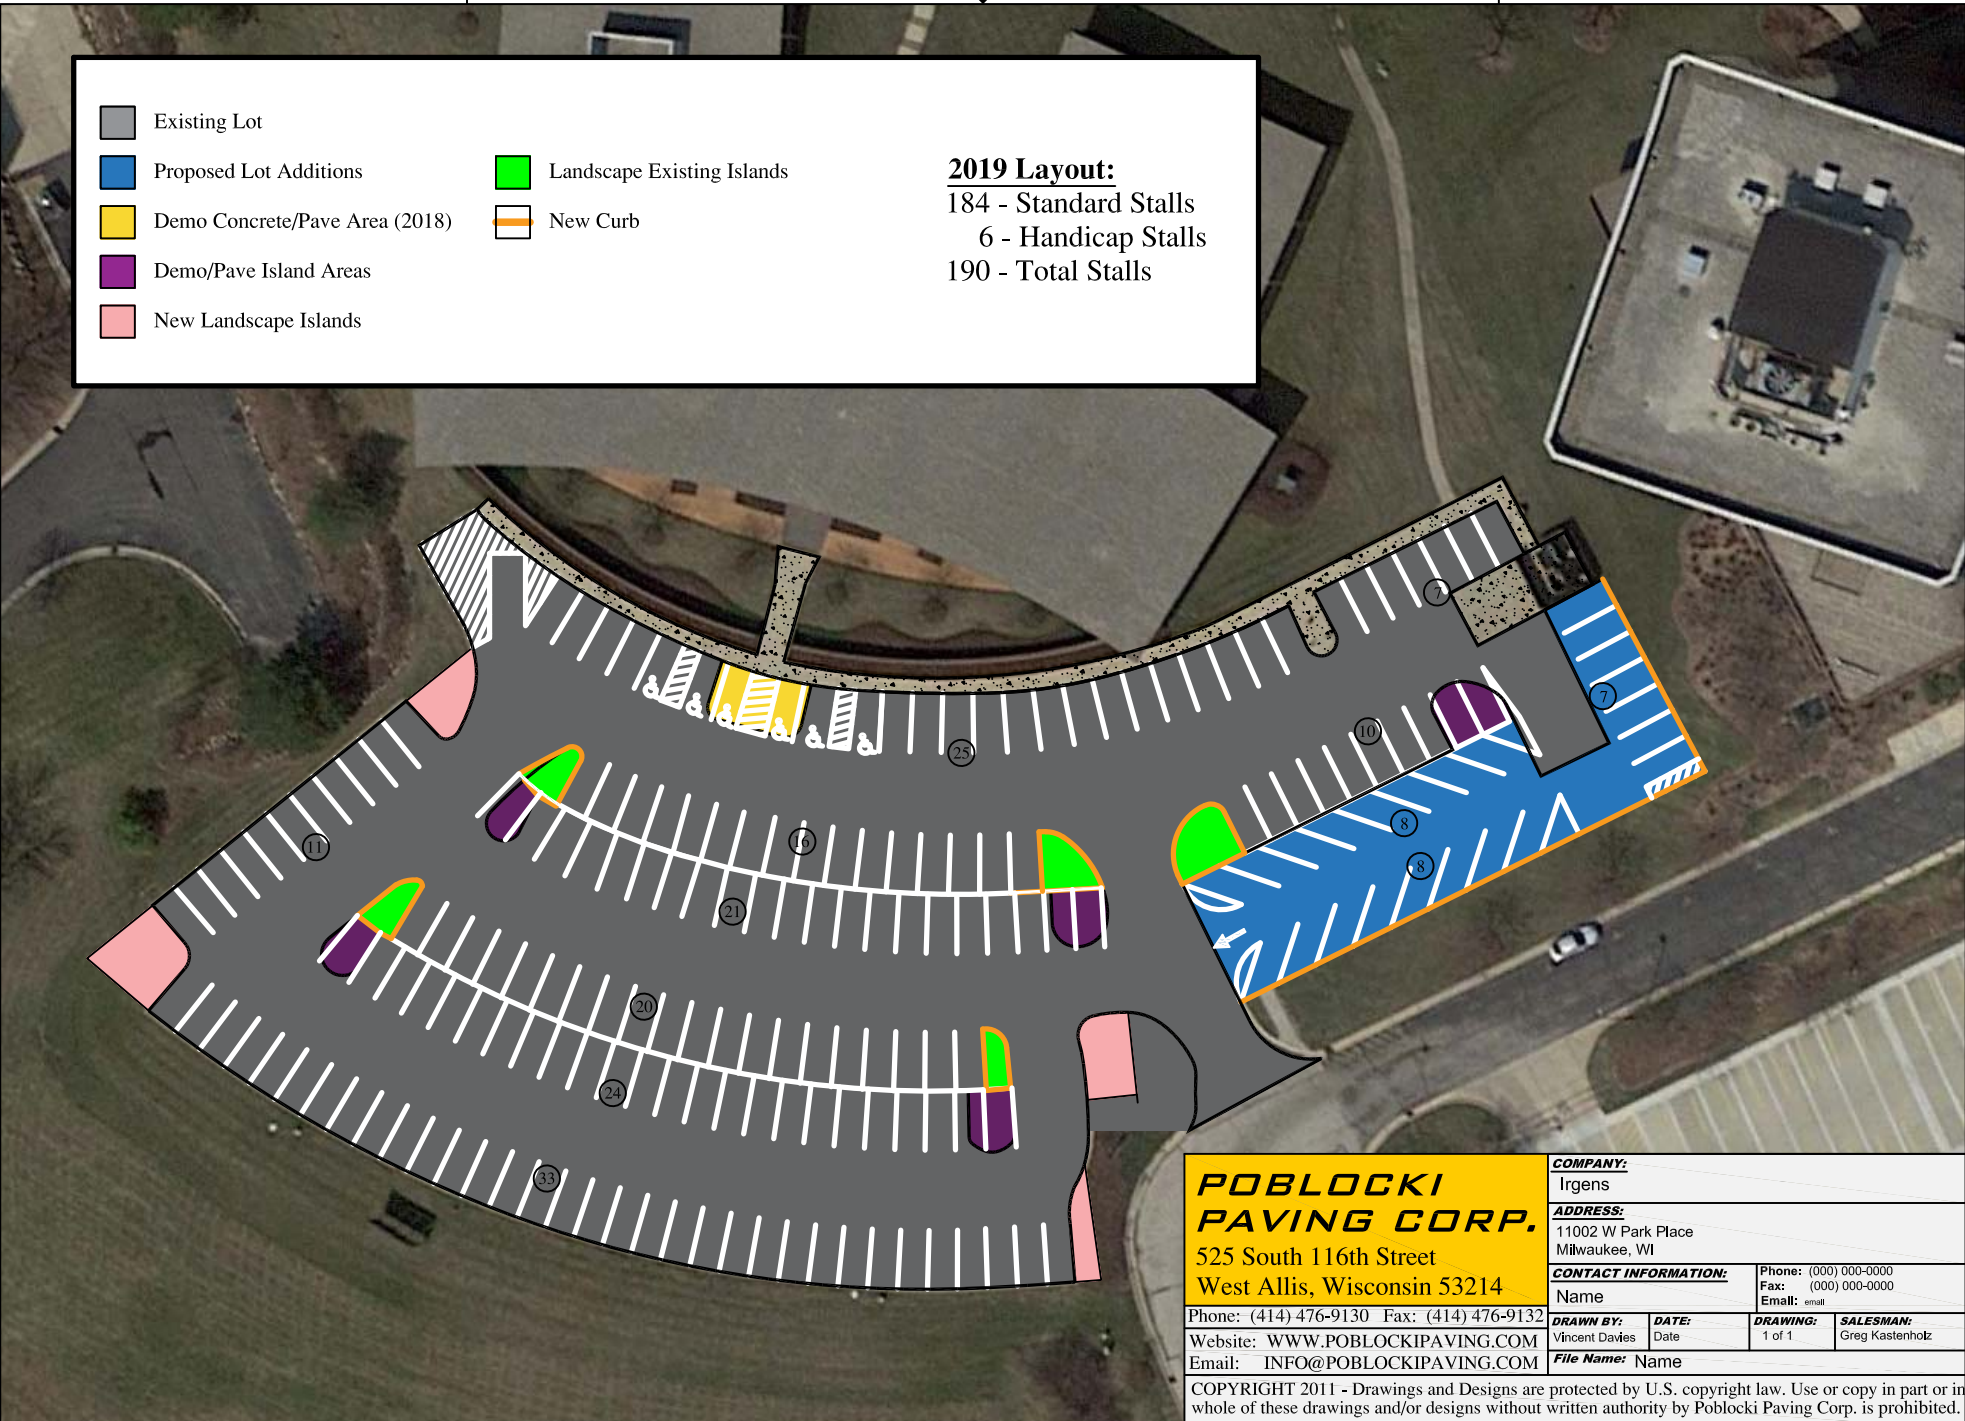 Existing Lot
Proposed Lot Additions
Demo Concrete/Pave Area (2018)
Demo/Pave Island Areas
New Landscape Islands
Landscape Existing Islands
New Curb
2019 Layout:
184 - Standard Stalls
6 - Handicap Stalls
190 - Total Stalls
7
7
10
25
8
8
16
11
21
20
24
33
POBLOCKI
PAVING CORP.
525 South 116th Street
West Allis, Wisconsin 53214
Phone: (414) 476-9130 Fax: (414) 476-9132
Website: WWW.POBLOCKIPAVING.COM
Email: INFO@POBLOCKIPAVING.COM
COMPANY:
Irgens
ADDRESS:
11002 W Park Place
Milwaukee, WI
CONTACT INFORMATION:
Name
Phone: (000) 000-0000
Fax: (000) 000-0000
Email: email
DRAWN BY:
Vincent Davies
DATE:
Date
DRAWING:
1 of 1
SALESMAN:
Greg Kastenholz
File Name: Name
COPYRIGHT 2011 - Drawings and Designs are protected by U.S. copyright law. Use or copy in part or in
whole of these drawings and/or designs without written authority by Poblocki Paving Corp. is prohibited.